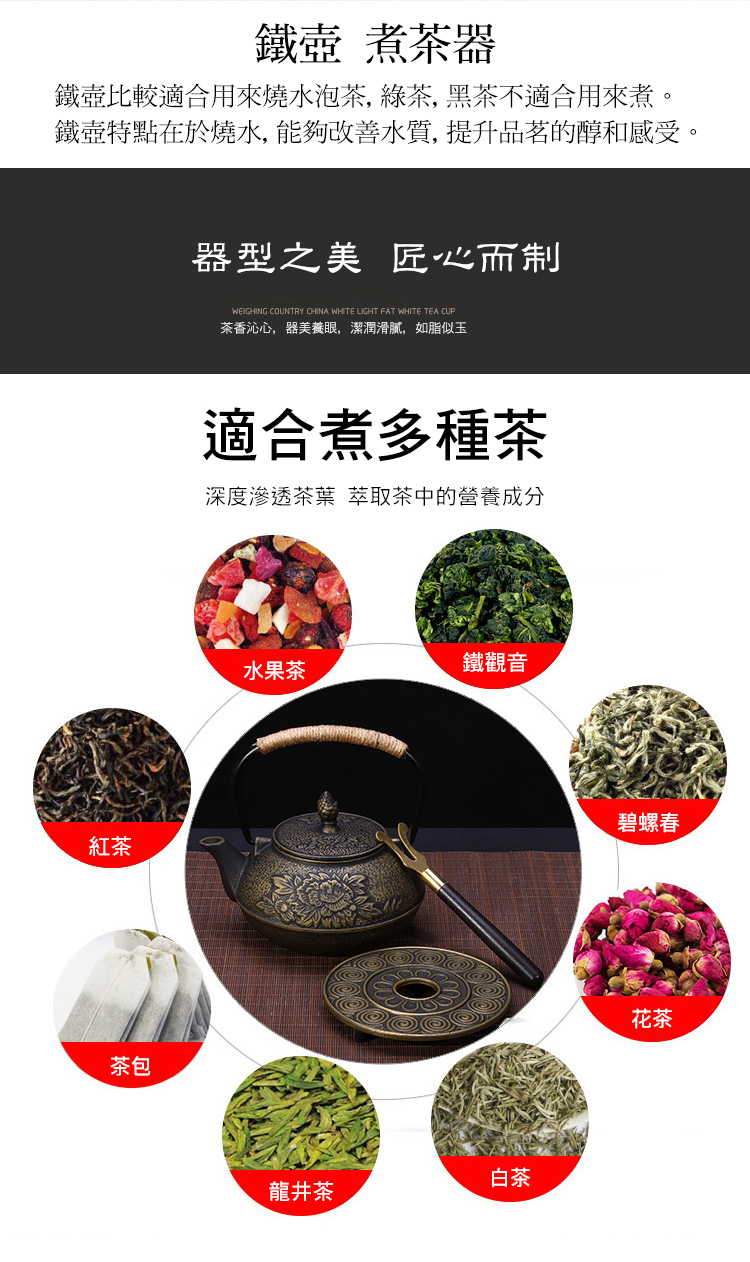 鐵壺 煮茶器
鐵壺比較適合用來燒水泡茶, 綠茶, 黑茶不適合用來煮。
鐵壺特點在於燒水, 能夠改善水質, 提升品茗的醇和感受。
器型之美 匠心而制
WEIGHING COUNTRY CHINA WHITE LIGHT FAT WHITE TEA CUP
茶香沁心, 器美養眼, 潔潤滑膩, 如脂似玉
適合煮多種茶
深度滲透茶葉 萃取茶中的營養成分
水果茶
鐵觀音
紅茶
碧螺春
茶包
花茶
龍井茶
白茶